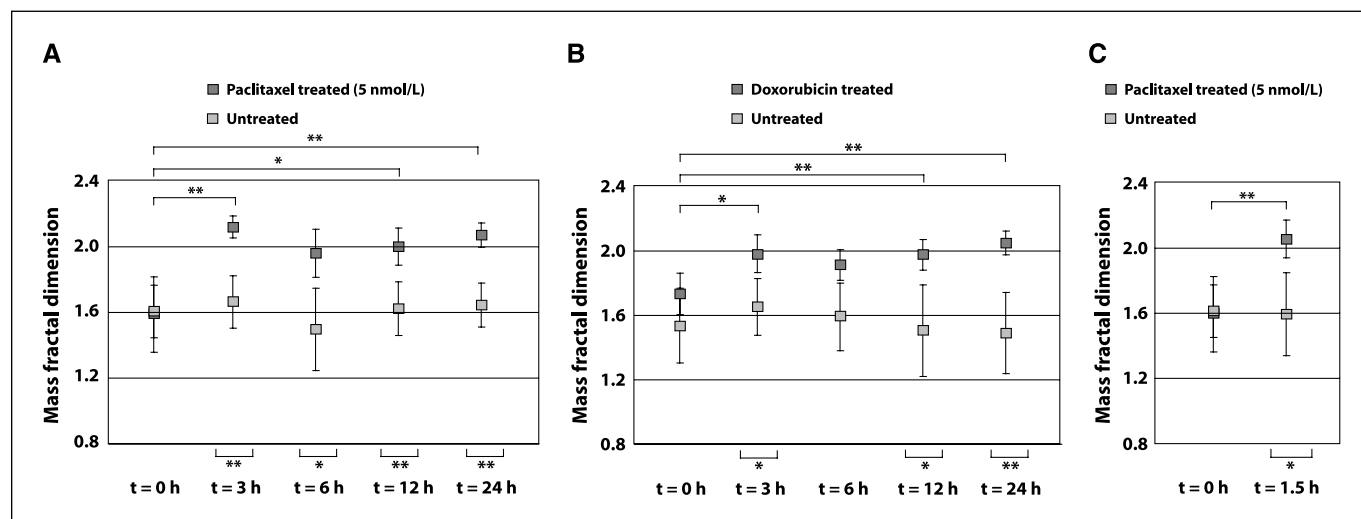 A
Paclitaxel treated (5 nmol/L)
Untreated
**
*
**
2.4
2.0
1.6
1.2
0.8
Mass fractal dimension
** * ** **
t = 0 h t = 3 h t = 6 h t = 12 h t = 24 h
B
Doxorubicin treated
Untreated
**
**
*
2.4
2.0
1.6
1.2
0.8
Mass fractal dimension
* * **
t = 0 h t = 3 h t = 6 h t = 12 h t = 24 h
C
Paclitaxel treated (5 nmol/L)
Untreated
**
2.4
2.0
1.6
1.2
0.8
Mass fractal dimension
*
t = 0 h t = 1.5 h